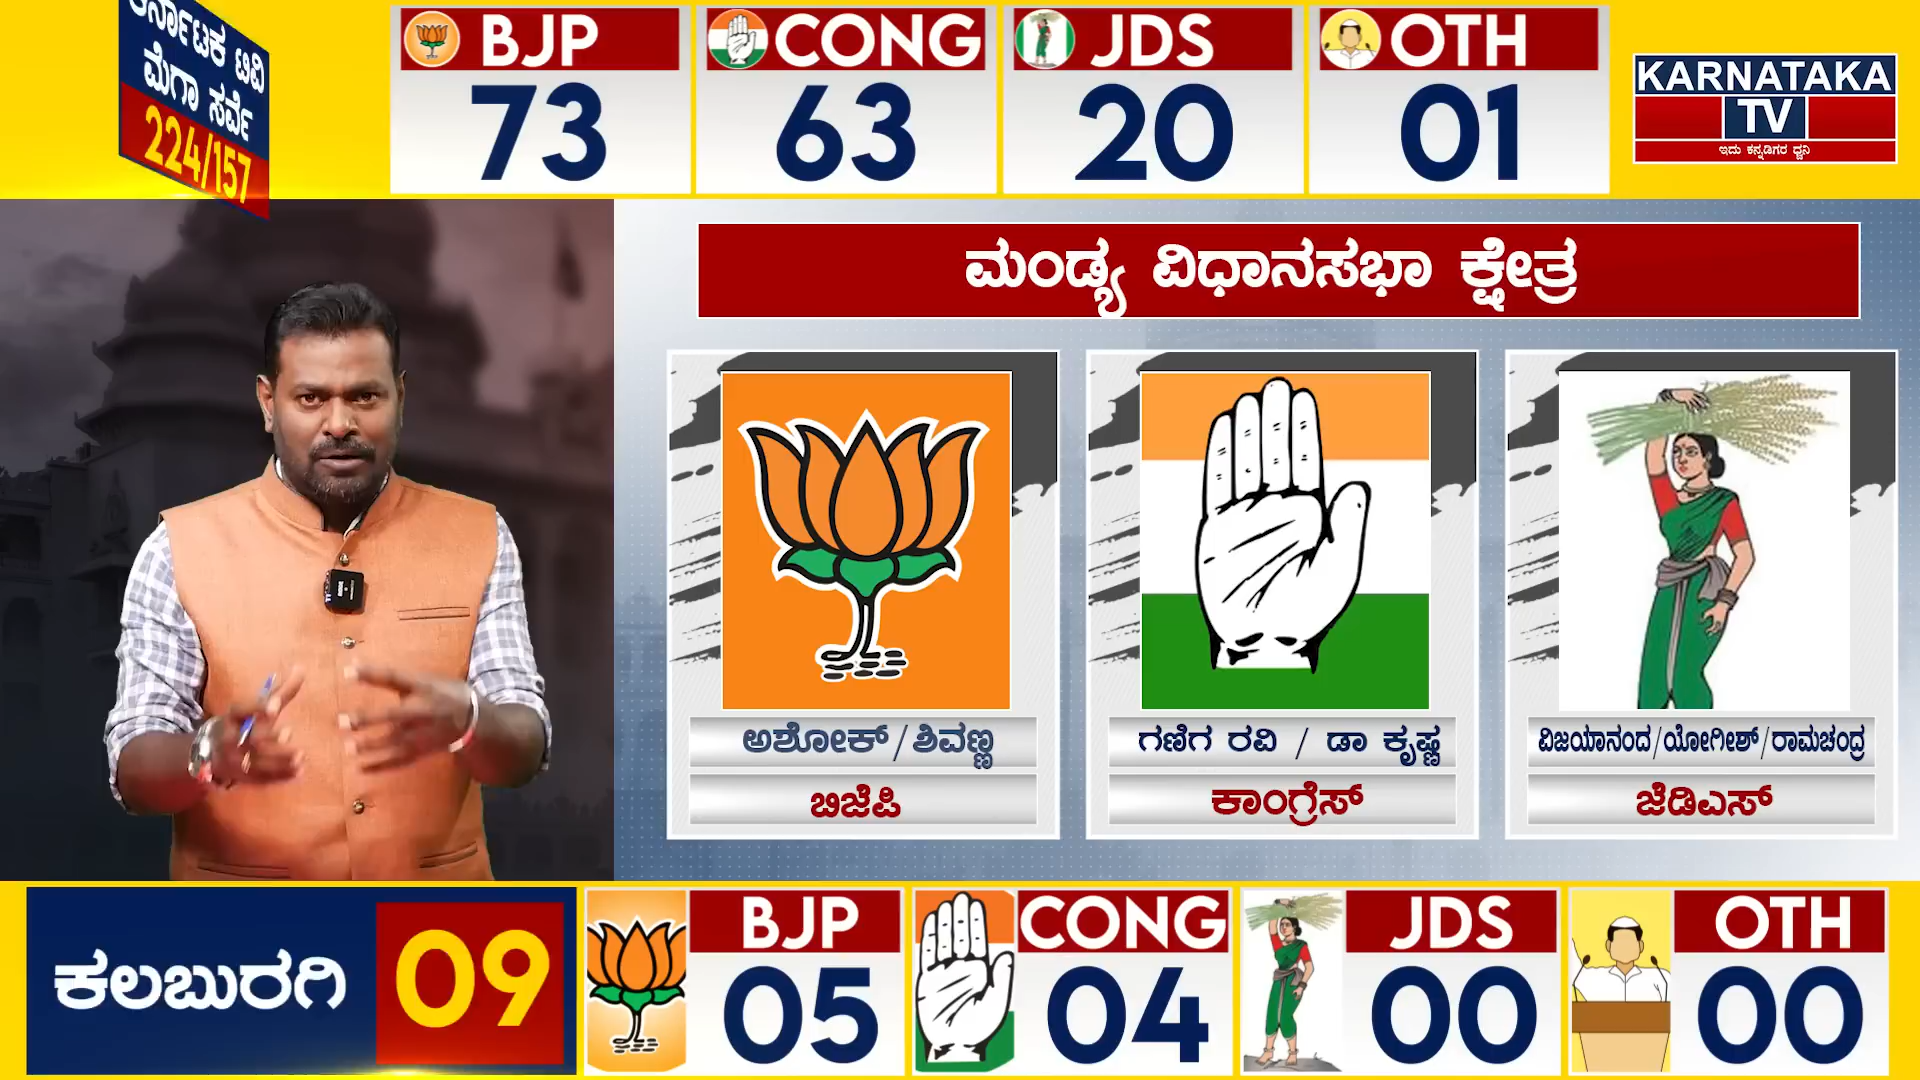 ಕರ್ನಾಟಕ ಟಿವಿ
ಮೆಗಾ ಸರ್ವೆ
224/157
BJP
73
CONG
63
JDS
20
OTH
01
KARNATAKA
TV
ಇದು ಕನ್ನಡಿಗರ ಧ್ವನಿ
ಮಂಡ್ಯ ವಿಧಾನಸಭಾ ಕ್ಷೇತ್ರ
ಅಶೋಕ್/ಶಿವಣ್ಣ
ಬಿಜೆಪಿ
ಗಣಿಗ ರವಿ / ಡಾ ಕೃಷ್ಣ
ಕಾಂಗ್ರೆಸ್
ವಿಜಯಾನಂದ/ಯೋಗೀಶ್/ರಾಮಚಂದ್ರ
ಜೆಡಿಎಸ್
ಕಲಬುರಗಿ
09
BJP
05
CONG
04
JDS
00
OTH
00